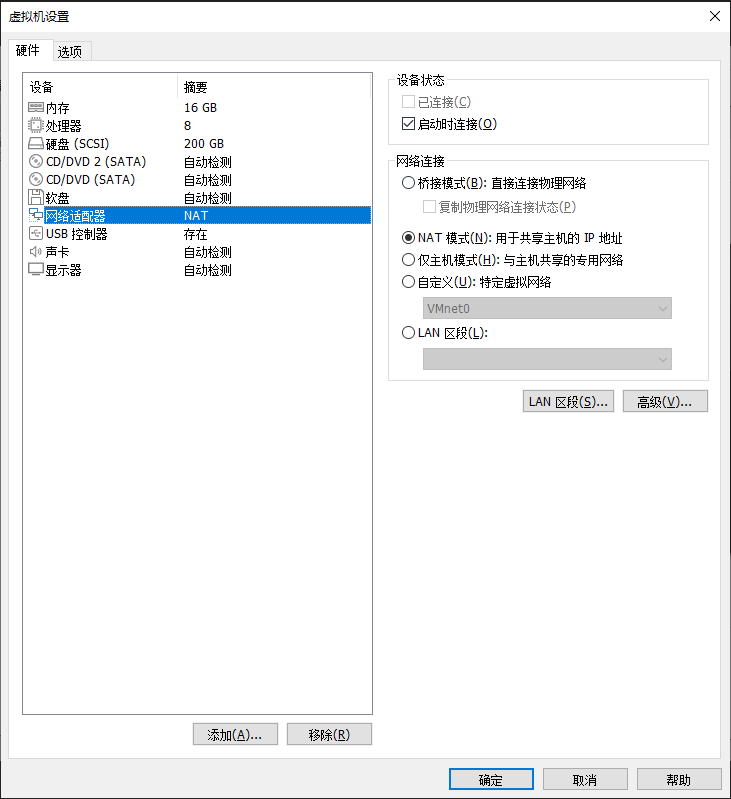 虚拟机设置
硬件 选项
设备 摘要
内存 16 GB
处理器 8
硬盘 (SCSI) 200 GB
CD/DVD 2 (SATA) 自动检测
CD/DVD (SATA) 自动检测
软盘 自动检测
网络适配器 NAT
USB 控制器 存在
声卡 自动检测
显示器 自动检测
添加(A)... 移除(R)
设备状态
已连接(C)
启动时连接(O)
网络连接
桥接模式(B): 直接连接物理网络
复制物理网络连接状态(P)
NAT 模式(N): 用于共享主机的 IP 地址
仅主机模式(H): 与主机共享的专用网络
自定义(U): 特定虚拟网络
VMnet0
LAN 区段(L):
LAN 区段(S)... 高级(V)...
确定 取消 帮助